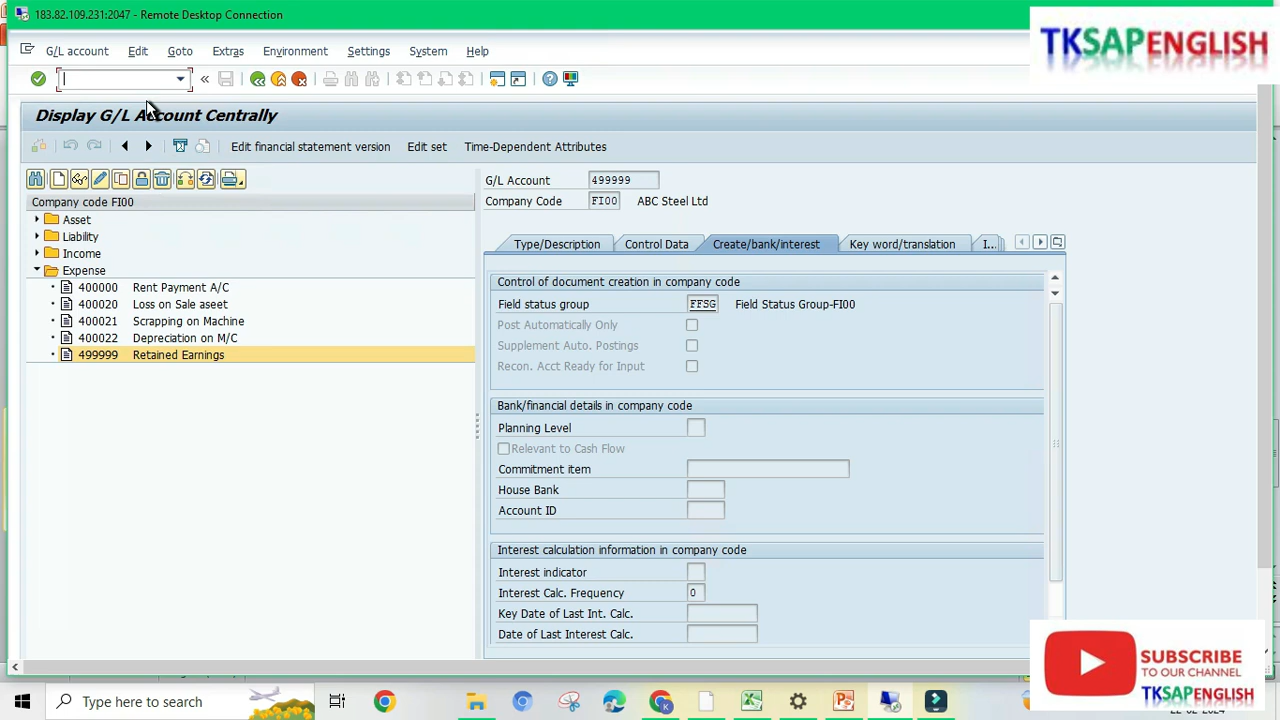 183.82.109.231:2047 - Remote Desktop Connection
TKSAPENGLISH
G/L account Edit Goto Extras Environment Settings System Help
Display G/L Account Centrally
Edit financial statement version Edit set Time-Dependent Attributes
Company code FI00
Asset
Liability
Income
Expense
400000 Rent Payment A/C
400020 Loss on Sale aseet
400021 Scrapping on Machine
400022 Depreciation on M/C
499999 Retained Earnings
G/L Account 499999
Company Code FI00 ABC Steel Ltd
Type/Description Control Data Create/bank/interest Key word/translation I...
Control of document creation in company code
Field status group FFSG Field Status Group-FI00
Post Automatically Only
Supplement Auto. Postings
Recon. Acct Ready for Input
Bank/financial details in company code
Planning Level
Relevant to Cash Flow
Commitment item
House Bank
Account ID
Interest calculation information in company code
Interest indicator
Interest Calc. Frequency 0
Key Date of Last Int. Calc.
Date of Last Interest Calc.
SUBSCRIBE
TO OUR CHANNEL
TKSAPENGLISH
Type here to search